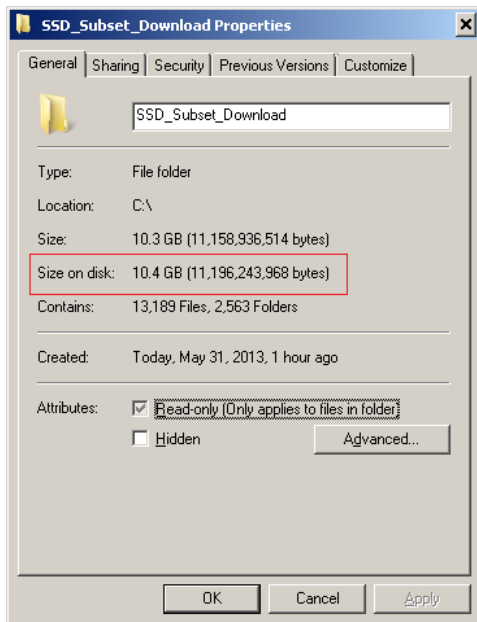 SSD_Subset_Download Properties
General Sharing Security Previous Versions Customize
SSD_Subset_Download
Type: File folder
Location: C:\
Size: 10.3 GB (11,158,936,514 bytes)
Size on disk: 10.4 GB (11,196,243,968 bytes)
Contains: 13,189 Files, 2,563 Folders
Created: Today, May 31, 2013, 1 hour ago
Attributes: Read-only (Only applies to files in folder)
Hidden Advanced...
OK Cancel Apply